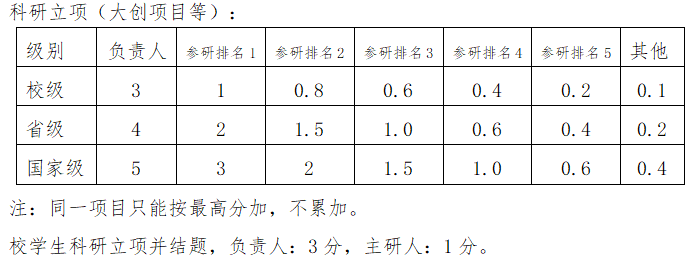 科研立项（大创项目等）：
级别 负责人 参研排名1 参研排名2 参研排名3 参研排名4 参研排名5 其他
校级 3 1 0.8 0.6 0.4 0.2 0.1
省级 4 2 1.5 1.0 0.6 0.4 0.2
国家级 5 3 2 1.5 1.0 0.6 0.4
注：同一项目只能按最高分加，不累加。
校学生科研立项并结题，负责人：3分，主研人：1分。